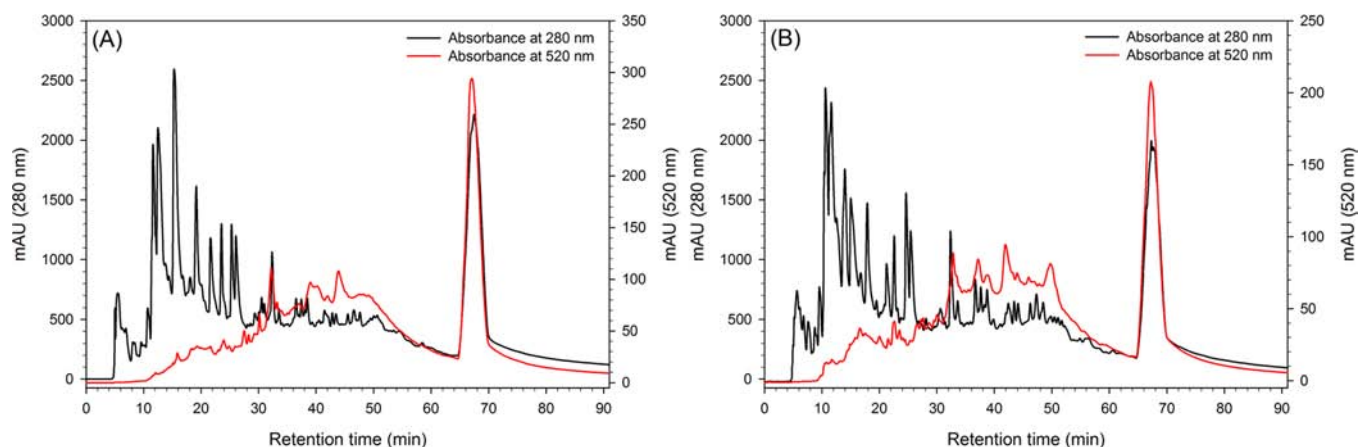 (A)
Absorbance at 280 nm
Absorbance at 520 nm
mAU (280 nm)
3000
2500
2000
1500
1000
500
0
350
300
250
200
150
100
50
0
mAU (520 nm)
0 10 20 30 40 50 60 70 80 90
Retention time (min)
(B)
Absorbance at 280 nm
Absorbance at 520 nm
mAU (280 nm)
3000
2500
2000
1500
1000
500
0
250
200
150
100
50
0
mAU (520 nm)
0 10 20 30 40 50 60 70 80 90
Retention time (min)